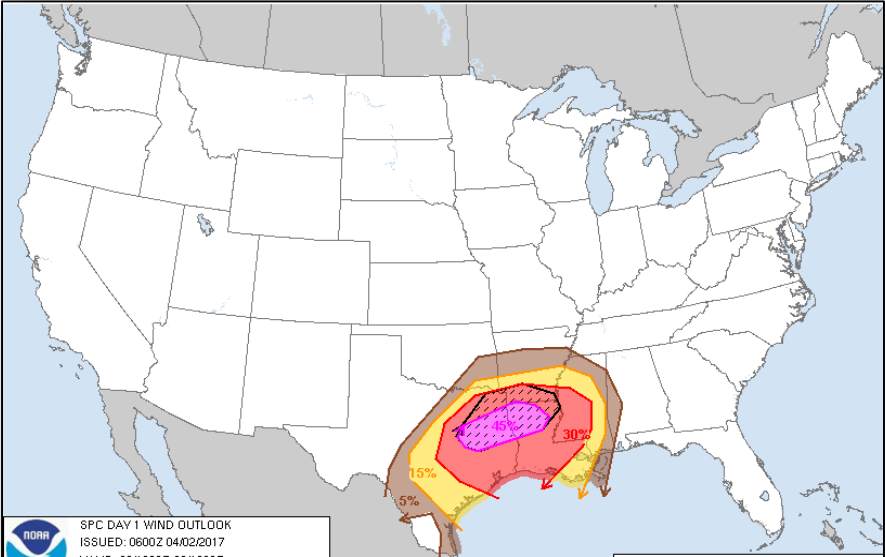 45%
30%
15%
5%
NOAA
SPC DAY 1 WIND OUTLOOK
ISSUED: 0600Z 04/02/2017